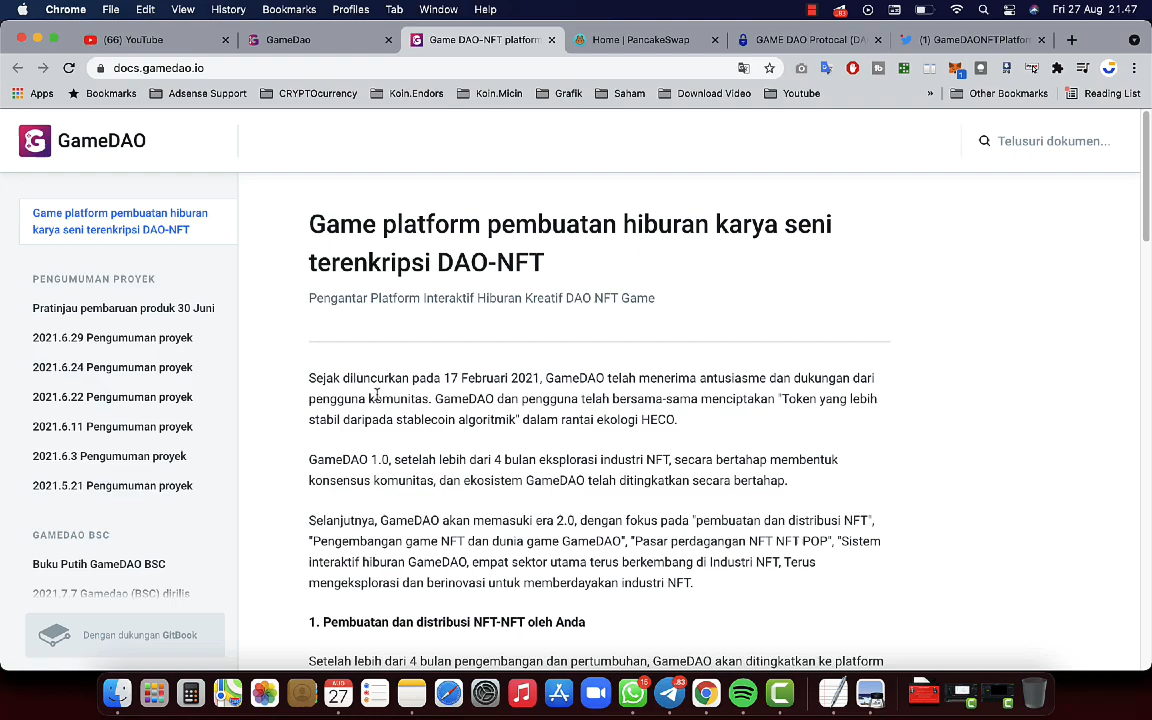 Chrome File Edit View History Bookmarks Profiles Tab Window Help Fri 27 Aug 21.47
(66) YouTube GameDao Game DAO-NFT platform Home | PancakeSwap GAME DAO Protocal (DA (1) GameDAONFTPlatfor
docs.gamedao.io
Apps Bookmarks Adsense Support CRYPTOcurrency Koin.Endors Koin.Micin Grafik Saham Download Video Youtube » Other Bookmarks Reading List
GameDAO
Telusuri dokumen...
Game platform pembuatan hiburan
karya seni terenkripsi DAO-NFT
PENGUMUMAN PROYEK
Pratinjau pembaruan produk 30 Juni
2021.6.29 Pengumuman proyek
2021.6.24 Pengumuman proyek
2021.6.22 Pengumuman proyek
2021.6.11 Pengumuman proyek
2021.6.3 Pengumuman proyek
2021.5.21 Pengumuman proyek
GAMEDAO BSC
Buku Putih GameDAO BSC
2021.7.7 Gamedao (BSC) dirilis
Dengan dukungan GitBook
Game platform pembuatan hiburan karya seni
terenkripsi DAO-NFT
Pengantar Platform Interaktif Hiburan Kreatif DAO NFT Game
Sejak diluncurkan pada 17 Februari 2021, GameDAO telah menerima antusiasme dan dukungan dari
pengguna komunitas. GameDAO dan pengguna telah bersama-sama menciptakan "Token yang lebih
stabil daripada stablecoin algoritmik" dalam rantai ekologi HECO.
GameDAO 1.0, setelah lebih dari 4 bulan eksplorasi industri NFT, secara bertahap membentuk
konsensus komunitas, dan ekosistem GameDAO telah ditingkatkan secara bertahap.
Selanjutnya, GameDAO akan memasuki era 2.0, dengan fokus pada "pembuatan dan distribusi NFT",
"Pengembangan game NFT dan dunia game GameDAO", "Pasar perdagangan NFT NFT POP", "Sistem
interaktif hiburan GameDAO, empat sektor utama terus berkembang di Industri NFT, Terus
mengeksplorasi dan berinovasi untuk memberdayakan industri NFT.
1. Pembuatan dan distribusi NFT-NFT oleh Anda
Setelah lebih dari 4 bulan pengembangan dan pertumbuhan, GameDAO akan ditingkatkan ke platform